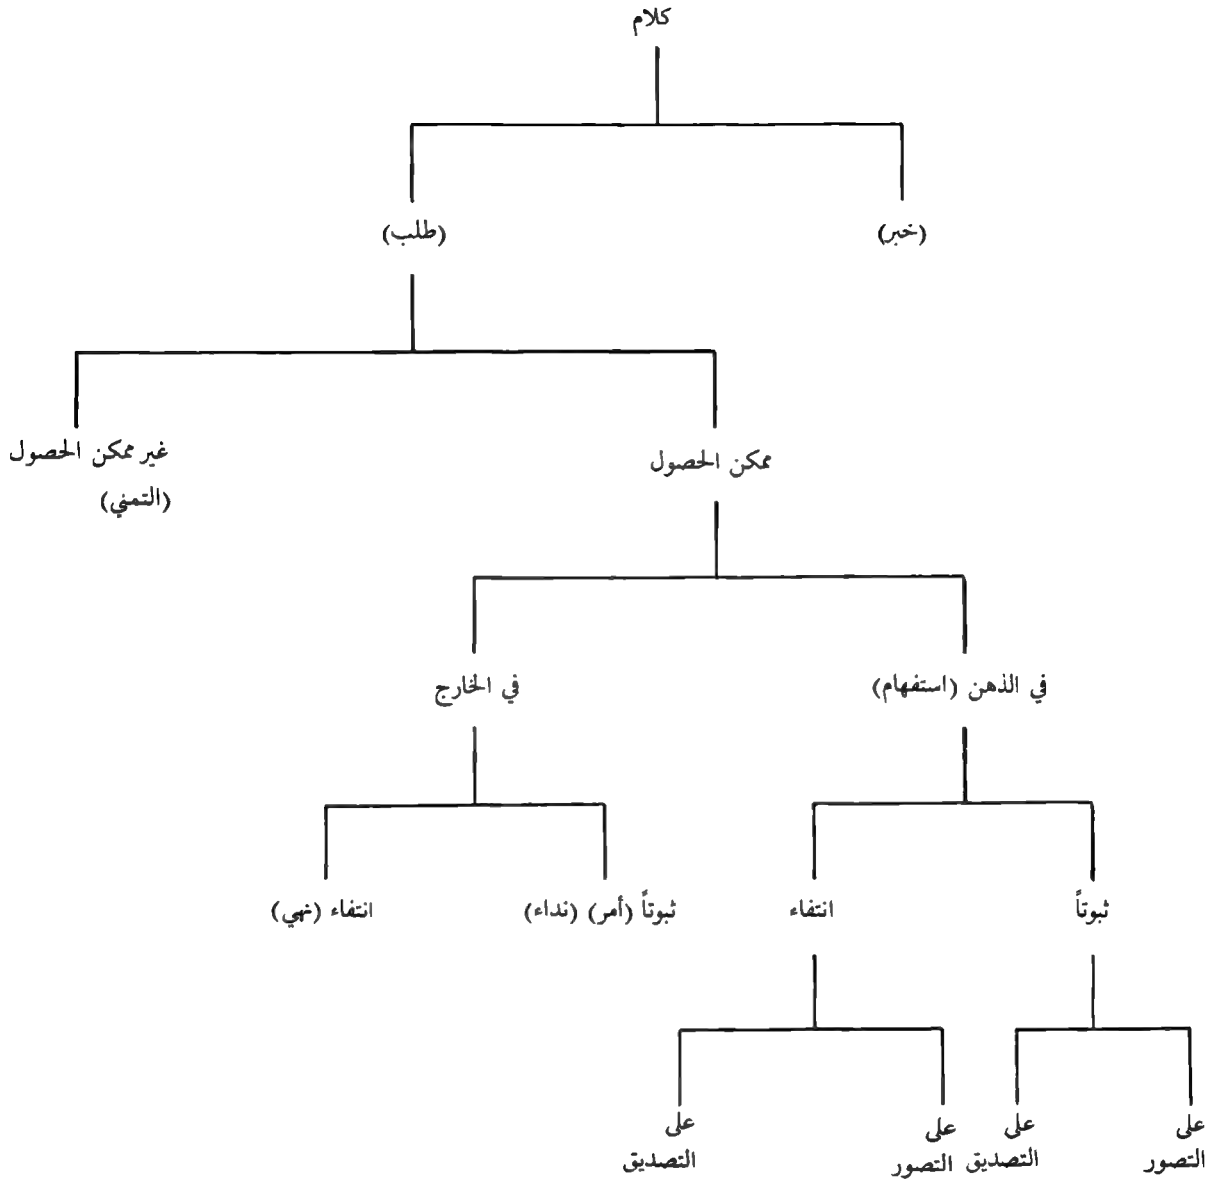 كلام
(خبر)
(طلب)
ممكن الحصول
غير ممكن الحصول
(التمني)
في الذهن (استفهام)
في الخارج
ثبوتاً
انتفاء
ثبوتاً (أمر) (نداء)
انتفاء (نهي)
على
التصور
على
التصديق
على
التصور
على
التصديق